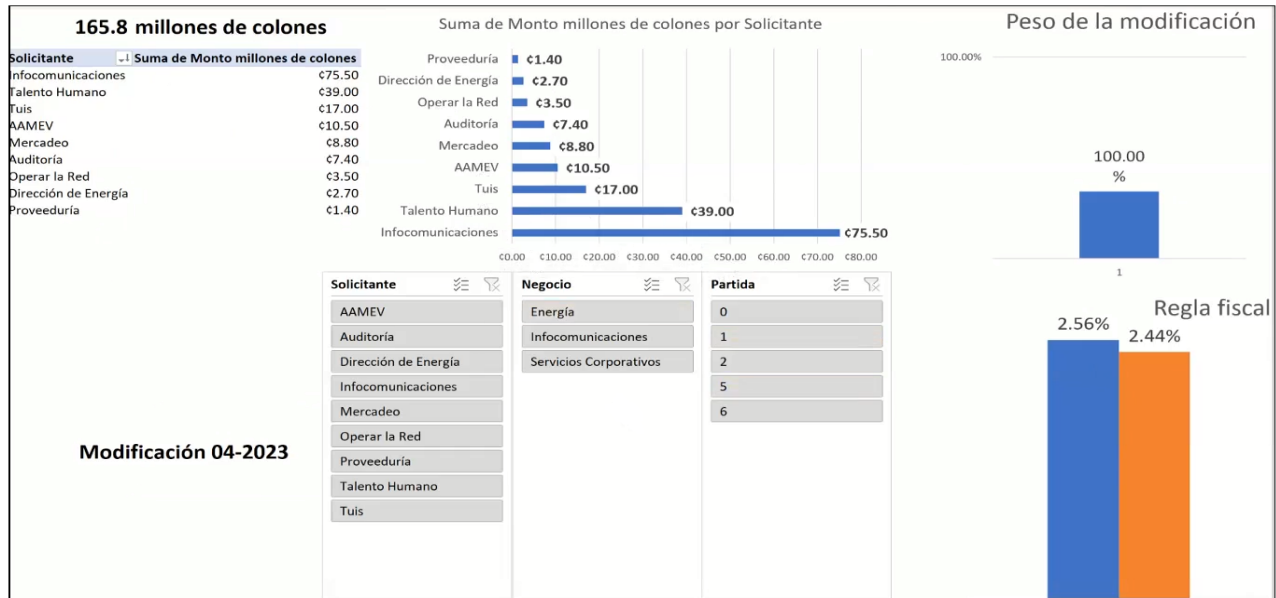 165.8 millones de colones
Solicitante Suma de Monto millones de colones
Infocomunicaciones ¢75.50
Talento Humano ¢39.00
Tuis ¢17.00
AAMEV ¢10.50
Mercadeo ¢8.80
Auditoría ¢7.40
Operar la Red ¢3.50
Dirección de Energía ¢2.70
Proveeduría ¢1.40
Suma de Monto millones de colones por Solicitante
Proveeduría ¢1.40
Dirección de Energía ¢2.70
Operar la Red ¢3.50
Auditoría ¢7.40
Mercadeo ¢8.80
AAMEV ¢10.50
Tuis ¢17.00
Talento Humano ¢39.00
Infocomunicaciones ¢75.50
¢0.00 ¢10.00 ¢20.00 ¢30.00 ¢40.00 ¢50.00 ¢60.00 ¢70.00 ¢80.00
Peso de la modificación
100.00%
100.00
%
1
Solicitante
AAMEV
Auditoría
Dirección de Energía
Infocomunicaciones
Mercadeo
Operar la Red
Proveeduría
Talento Humano
Tuis
Negocio
Energía
Infocomunicaciones
Servicios Corporativos
Partida
0
1
2
5
6
Regla fiscal
2.56%
2.44%
Modificación 04-2023